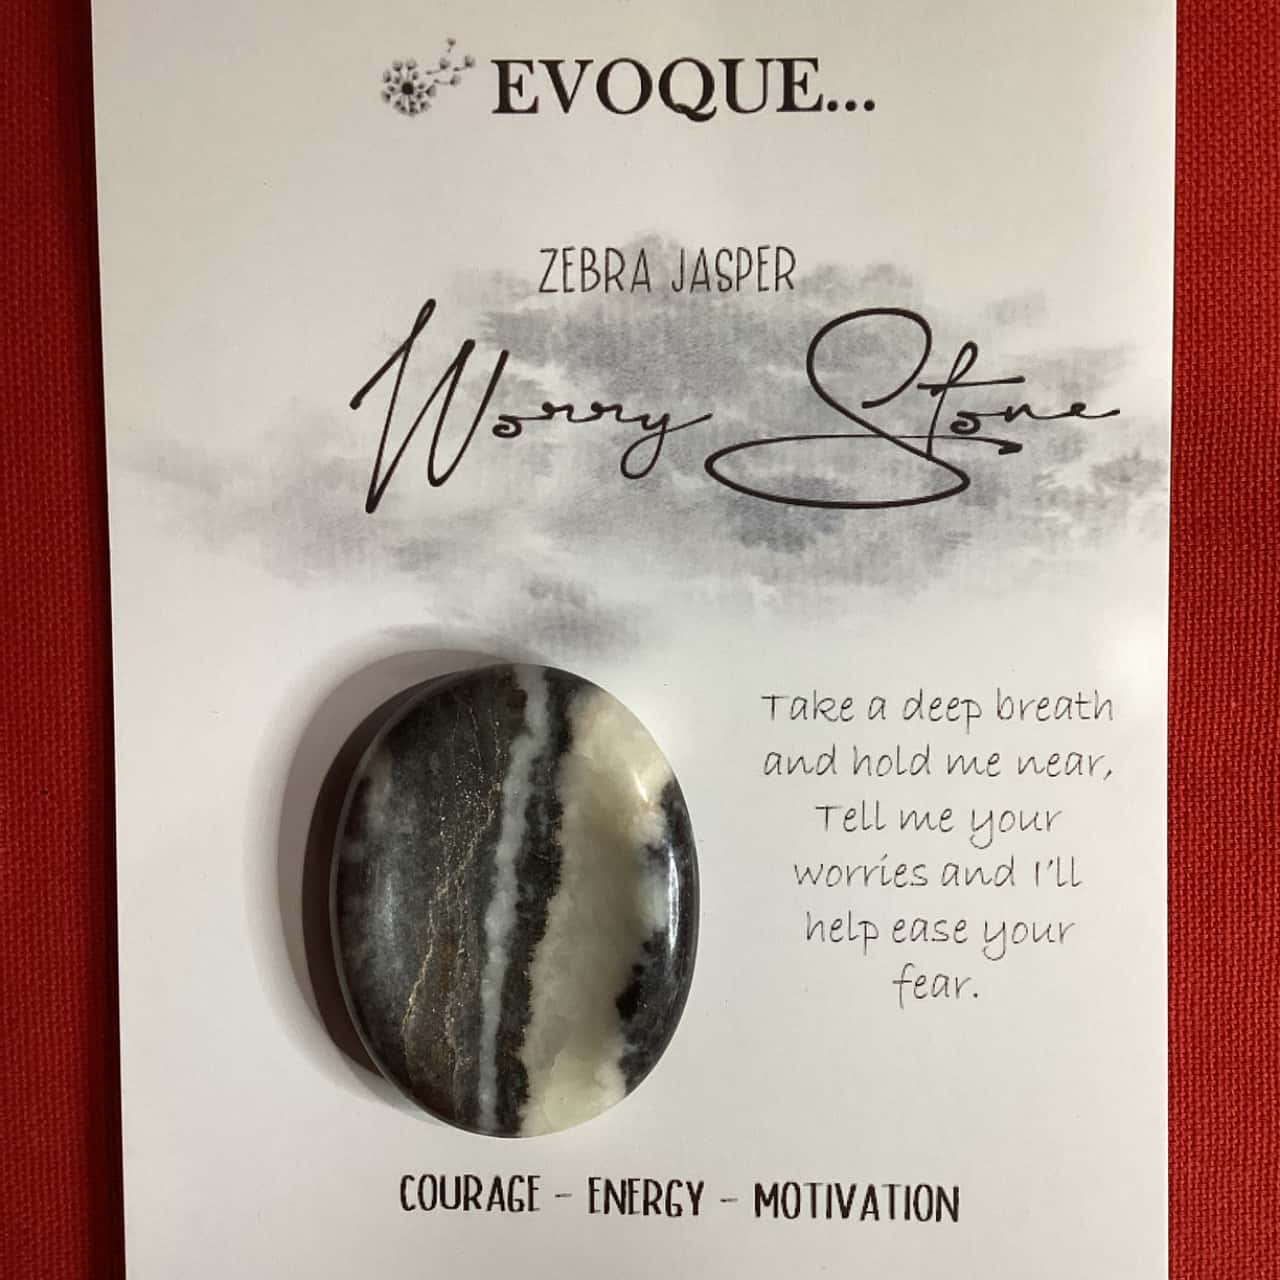 EVOQUE...
ZEBRA JASPER
Worry Stone
Take a deep breath
and hold me near,
Tell me your
worries and I'll
help ease your
fear.
COURAGE - ENERGY - MOTIVATION